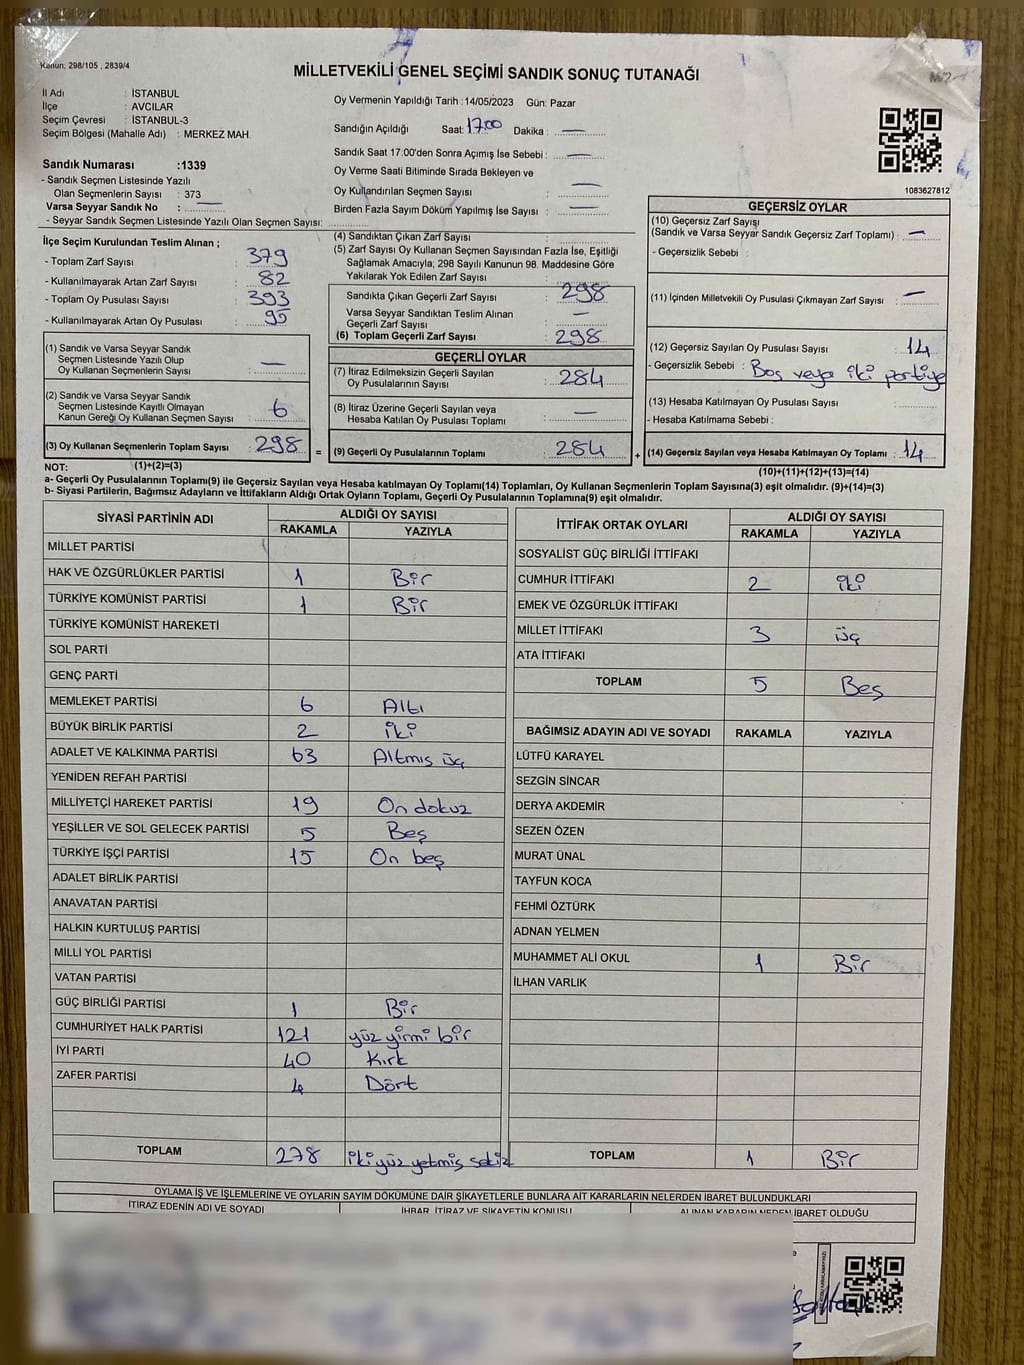 Kanun; 298/105 , 2839/4
MİLLETVEKİLİ GENEL SEÇİMİ SANDIK SONUÇ TUTANAĞI
İl Adı : İSTANBUL
İlçe : AVCILAR
Seçim Çevresi : İSTANBUL-3
Seçim Bölgesi (Mahalle Adı) : MERKEZ MAH.
Sandık Numarası :1339
- Sandık Seçmen Listesinde Yazılı
Olan Seçmenlerin Sayısı : 373
Varsa Seyyar Sandık No : —
- Seyyar Sandık Seçmen Listesinde Yazılı Olan Seçmen Sayısı:
Oy Vermenin Yapıldığı Tarih :14/05/2023 Gün: Pazar
Sandığın Açıldığı Saat: 17:00 Dakika : —
Sandık Saat 17:00'den Sonra Açımış İse Sebebi : —
Oy Verme Saati Bitiminde Sırada Bekleyen ve
Oy Kullandırılan Seçmen Sayısı : —
Birden Fazla Sayım Döküm Yapılmış İse Sayısı : —
1083627812
İlçe Seçim Kurulundan Teslim Alınan ;
- Toplam Zarf Sayısı : 379
- Kullanılmayarak Artan Zarf Sayısı : 82
- Toplam Oy Pusulası Sayısı : 393
- Kullanılmayarak Artan Oy Pusulası : 95
(1) Sandık ve Varsa Seyyar Sandık
Seçmen Listesinde Yazılı Olup
Oy Kullanan Seçmenlerin Sayısı : —
(2) Sandık ve Varsa Seyyar Sandık
Seçmen Listesinde Kayıtlı Olmayan
Kanun Gereği Oy Kullanan Seçmen Sayısı : 6
(3) Oy Kullanan Seçmenlerin Toplam Sayısı : 298 =
(4) Sandıktan Çıkan Zarf Sayısı :
(5) Zarf Sayısı Oy Kullanan Seçmen Sayısından Fazla İse, Eşitliği
Sağlamak Amacıyla; 298 Sayılı Kanunun 98. Maddesine Göre
Yakılarak Yok Edilen Zarf Sayısı :
Sandıkta Çıkan Geçerli Zarf Sayısı : 298
Varsa Seyyar Sandıktan Teslim Alınan
Geçerli Zarf Sayısı : —
(6) Toplam Geçerli Zarf Sayısı : 298
GEÇERLİ OYLAR
(7) İtiraz Edilmeksizin Geçerli Sayılan
Oy Pusulalarının Sayısı : 284
(8) İtiraz Üzerine Geçerli Sayılan veya
Hesaba Katılan Oy Pusulası Toplamı : —
(9) Geçerli Oy Pusulalarının Toplamı : 284 +
GEÇERSİZ OYLAR
(10) Geçersiz Zarf Sayısı
(Sandık ve Varsa Seyyar Sandık Geçersiz Zarf Toplamı) : —
- Geçersizlik Sebebi :
(11) İçinden Milletvekili Oy Pusulası Çıkmayan Zarf Sayısı : —
(12) Geçersiz Sayılan Oy Pusulası Sayısı : 14
- Geçersizlik Sebebi : Boş veya iki partiye
(13) Hesaba Katılmayan Oy Pusulası Sayısı :
- Hesaba Katılmama Sebebi :
(14) Geçersiz Sayılan veya Hesaba Katılmayan Oy Toplamı : 14
NOT: (1)+(2)=(3) (10)+(11)+(12)+(13)=(14)
a- Geçerli Oy Pusulalarının Toplamı(9) ile Geçersiz Sayılan veya Hesaba Katılmayan Oy Toplamı(14) Toplamları, Oy Kullanan Seçmenlerin Toplam Sayısına(3) eşit olmalıdır. (9)+(14)=(3)
b- Siyasi Partilerin, Bağımsız Adayların ve İttifakların Aldığı Ortak Oyların Toplamı, Geçerli Oy Pusulalarının Toplamına(9) eşit olmalıdır.
SİYASİ PARTİNİN ADI ALDIĞI OY SAYISI
RAKAMLA YAZIYLA
MİLLET PARTİSİ
HAK VE ÖZGÜRLÜKLER PARTİSİ 1 Bir
TÜRKİYE KOMÜNİST PARTİSİ 1 Bir
TÜRKİYE KOMÜNİST HAREKETİ
SOL PARTİ
GENÇ PARTİ
MEMLEKET PARTİSİ 6 Altı
BÜYÜK BİRLİK PARTİSİ 2 iki
ADALET VE KALKINMA PARTİSİ 63 Altmış üç
YENİDEN REFAH PARTİSİ
MİLLİYETÇİ HAREKET PARTİSİ 19 On dokuz
YEŞİLLER VE SOL GELECEK PARTİSİ 5 Beş
TÜRKİYE İŞÇİ PARTİSİ 15 On beş
ADALET BİRLİK PARTİSİ
ANAVATAN PARTİSİ
HALKIN KURTULUŞ PARTİSİ
MİLLİ YOL PARTİSİ
VATAN PARTİSİ
GÜÇ BİRLİĞİ PARTİSİ 1 Bir
CUMHURİYET HALK PARTİSİ 121 yüz yirmi bir
İYİ PARTİ 40 Kırk
ZAFER PARTİSİ 4 Dört
TOPLAM 278 iki yüz yetmiş sekiz
İTTİFAK ORTAK OYLARI ALDIĞI OY SAYISI
RAKAMLA YAZIYLA
SOSYALİST GÜÇ BİRLİĞİ İTTİFAKI
CUMHUR İTTİFAKI 2 iki
EMEK VE ÖZGÜRLÜK İTTİFAKI
MİLLET İTTİFAKI 3 üç
ATA İTTİFAKI
TOPLAM 5 Beş
BAĞIMSIZ ADAYIN ADI VE SOYADI RAKAMLA YAZIYLA
LÜTFÜ KARAYEL
SEZGİN SİNCAR
DERYA AKDEMİR
SEZEN ÖZEN
MURAT ÜNAL
TAYFUN KOCA
FEHMİ ÖZTÜRK
ADNAN YELMEN
MUHAMMET ALİ OKUL 1 Bir
İLHAN VARLIK
TOPLAM 1 Bir
OYLAMA İŞ VE İŞLEMLERİNE VE OYLARIN SAYIM DÖKÜMÜNE DAİR ŞİKAYETLERLE BUNLARA AİT KARARLARIN NELERDEN İBARET BULUNDUKLARI
İTİRAZ EDENİN ADI VE SOYADI İHBAR, İTİRAZ VE ŞİKAYETİN KONUSU ALINAN KARARIN NEDEN İBARET OLDUĞU